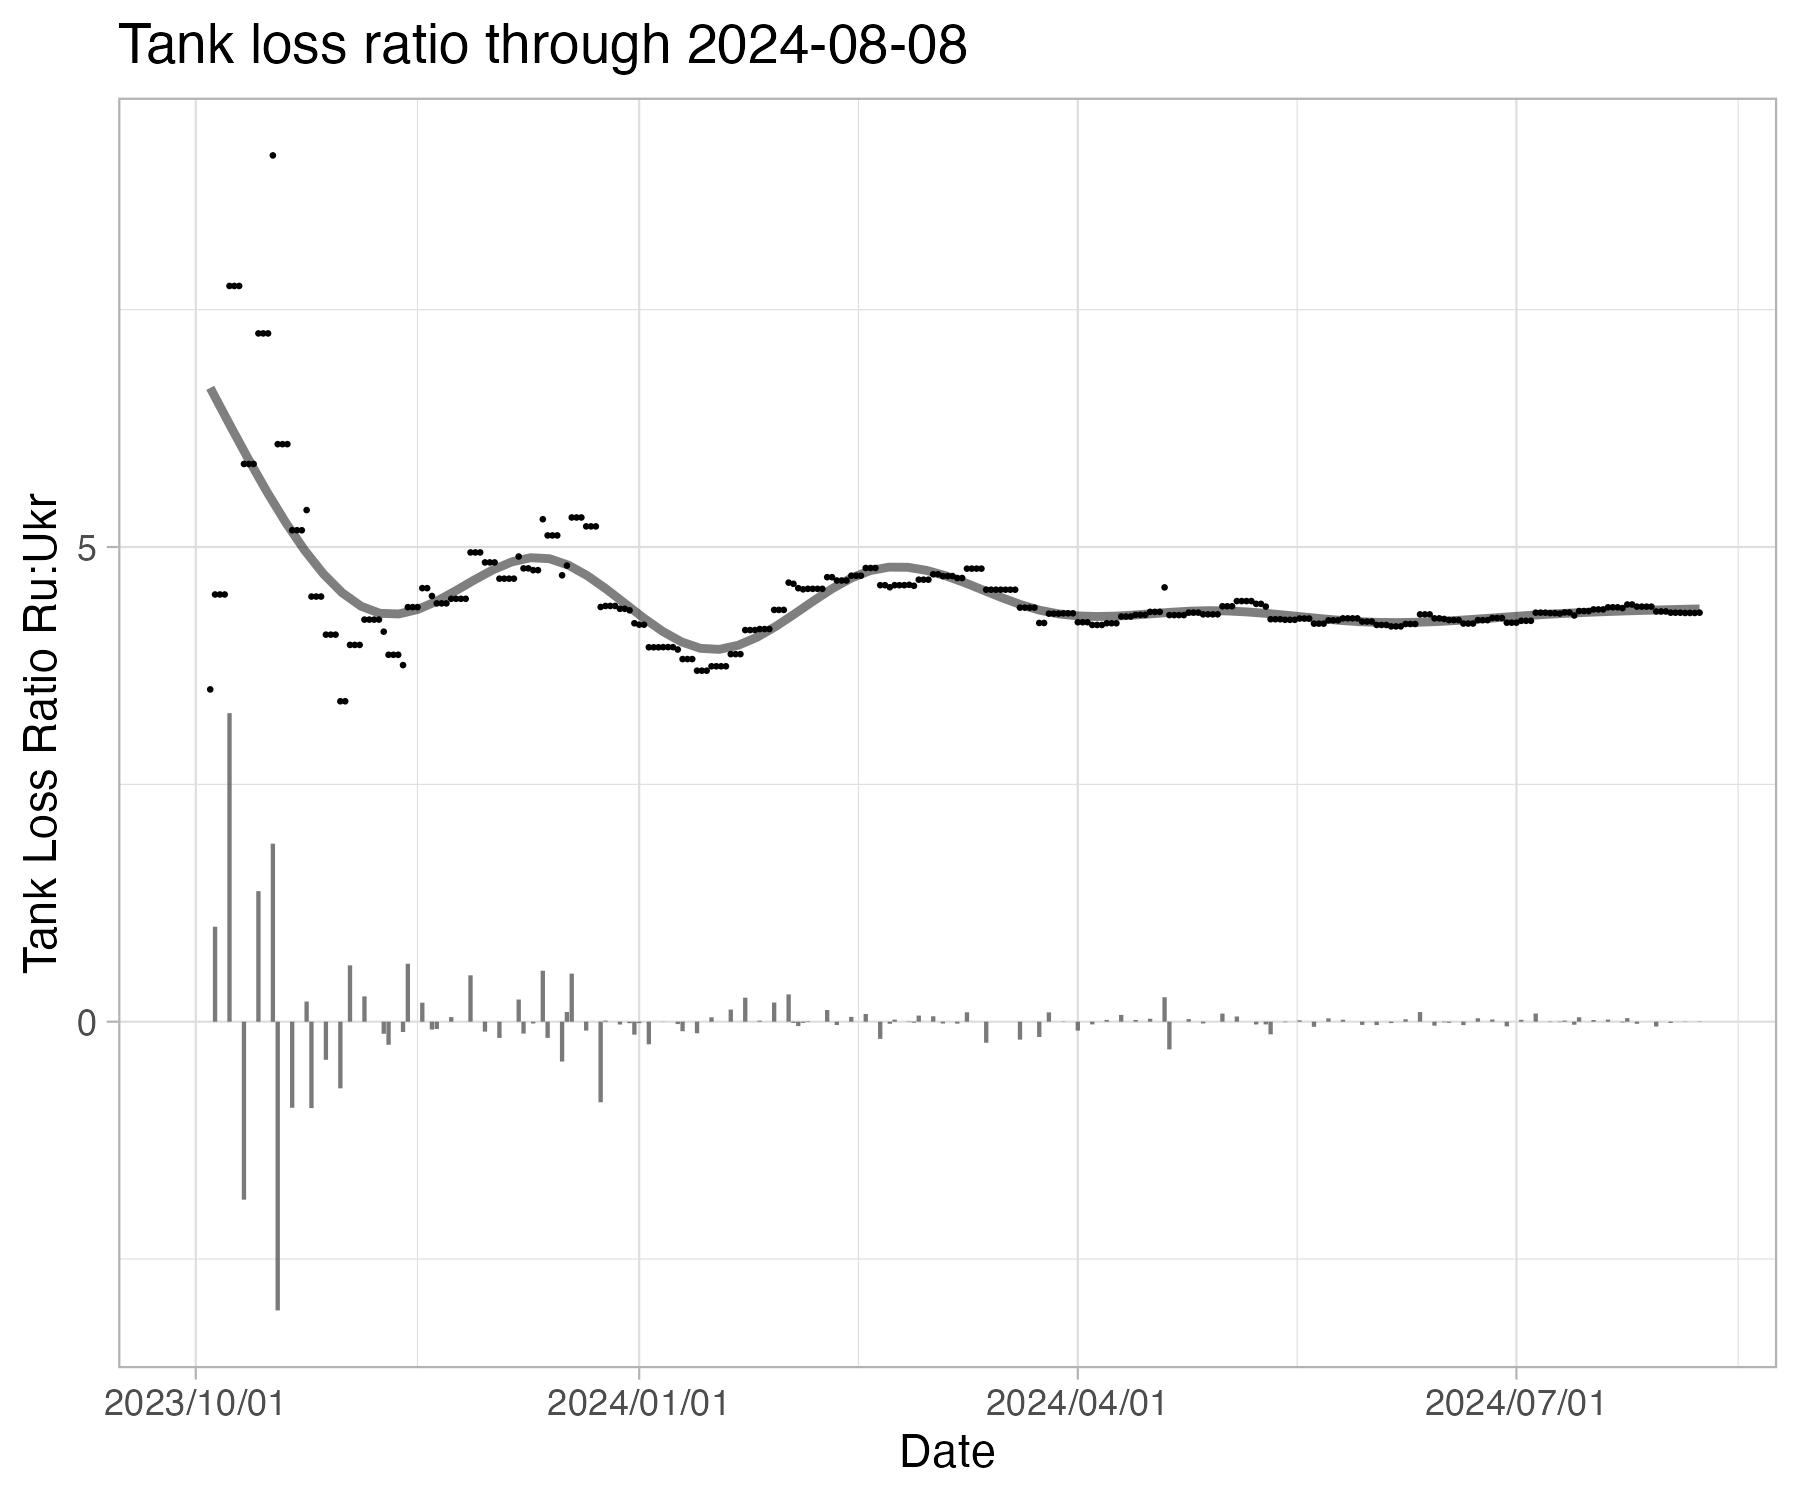 Tank loss ratio through 2024-08-08
Tank Loss Ratio Ru:Ukr
5
0
2023/10/01
2024/01/01
2024/04/01
2024/07/01
Date